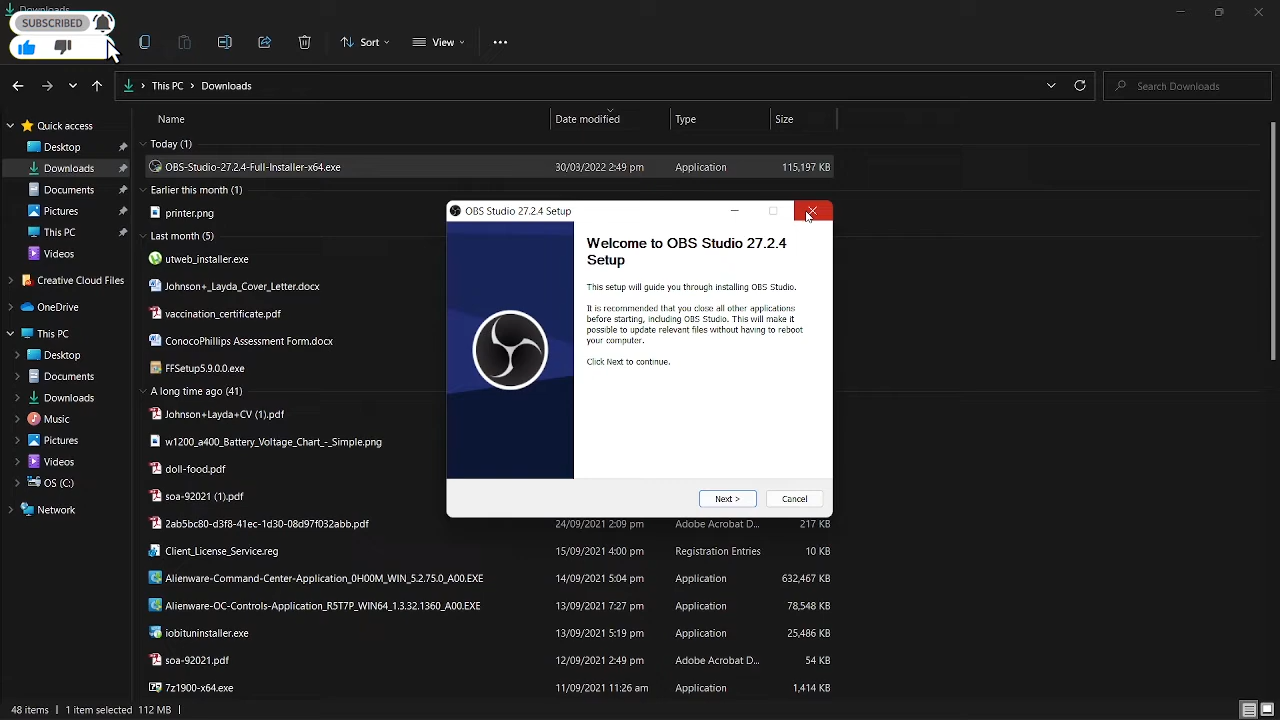 Downloads
SUBSCRIBED
Sort
View
This PC > Downloads
Search Downloads
Name Date modified Type Size
Quick access
Desktop
Downloads
Documents
Pictures
This PC
Videos
Creative Cloud Files
OneDrive
This PC
Desktop
Documents
Downloads
Music
Pictures
Videos
OS (C:)
Network
Today (1)
OBS-Studio-27.2.4-Full-Installer-x64.exe 30/03/2022 2:49 pm Application 115,197 KB
Earlier this month (1)
printer.png
Last month (5)
utweb_installer.exe
Johnson+_Layda_Cover_Letter.docx
vaccination_certificate.pdf
ConocoPhillips Assessment Form.docx
FFSetup5.9.0.0.exe
A long time ago (41)
Johnson+Layda+CV (1).pdf
w1200_a400_Battery_Voltage_Chart_-_Simple.png
doll-food.pdf
soa-92021 (1).pdf
2ab5bc80-d3f8-41ec-1d30-08d97f032abb.pdf 24/09/2021 2:09 pm Adobe Acrobat D... 217 KB
Client_License_Service.reg 15/09/2021 4:00 pm Registration Entries 10 KB
Alienware-Command-Center-Application_0H00M_WIN_5.2.75.0_A00.EXE 14/09/2021 5:04 pm Application 632,467 KB
Alienware-OC-Controls-Application_R5T7P_WIN64_1.3.32.1360_A00.EXE 13/09/2021 7:27 pm Application 78,548 KB
iobituninstaller.exe 13/09/2021 5:19 pm Application 25,486 KB
soa-92021.pdf 12/09/2021 2:49 pm Adobe Acrobat D... 54 KB
7z1900-x64.exe 11/09/2021 11:26 am Application 1,414 KB
OBS Studio 27.2.4 Setup
Welcome to OBS Studio 27.2.4
Setup
This setup will guide you through installing OBS Studio.
It is recommended that you close all other applications
before starting, including OBS Studio. This will make it
possible to update relevant files without having to reboot
your computer.
Click Next to continue.
Next > Cancel
48 items 1 item selected 112 MB